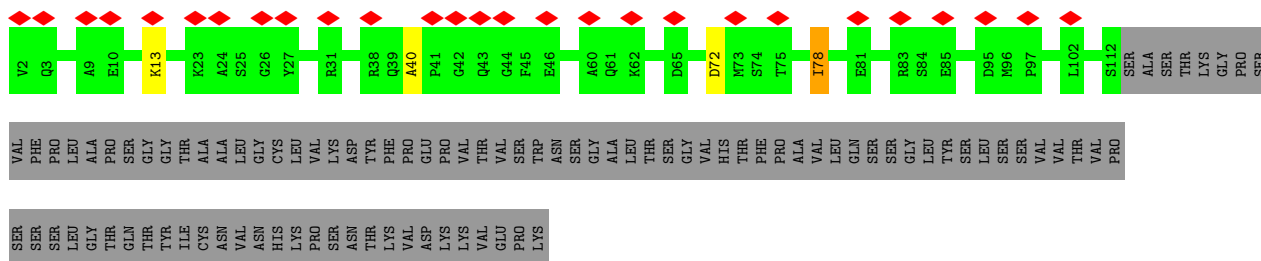 V2 Q3 A9 E10 K13 K23 A24 S25 G26 Y27 R31 R38 Q39 A40 P41 G42 Q43 G44 F45 E46 A60 Q61 K62 D65 D72 M73 S74 T75 I78 E81 R83 S84 E85 D95 M96 P97 L102 S112 SER ALA SER THR LYS GLY PRO SER
VAL PHE PRO LEU ALA PRO SER GLY GLY THR ALA ALA LEU GLY CYS LEU VAL LYS ASP TYR PHE PRO GLU PRO VAL THR VAL SER TRP ASN SER GLY ALA LEU THR SER GLY VAL HIS THR PHE PRO ALA VAL LEU GLN SER SER GLY LEU TYR SER LEU SER SER VAL VAL THR VAL PRO
SER SER SER LEU GLY THR GLN THR TYR ILE CYS ASN VAL ASN HIS LYS PRO SER ASN THR LYS VAL ASP LYS LYS VAL GLU PRO LYS